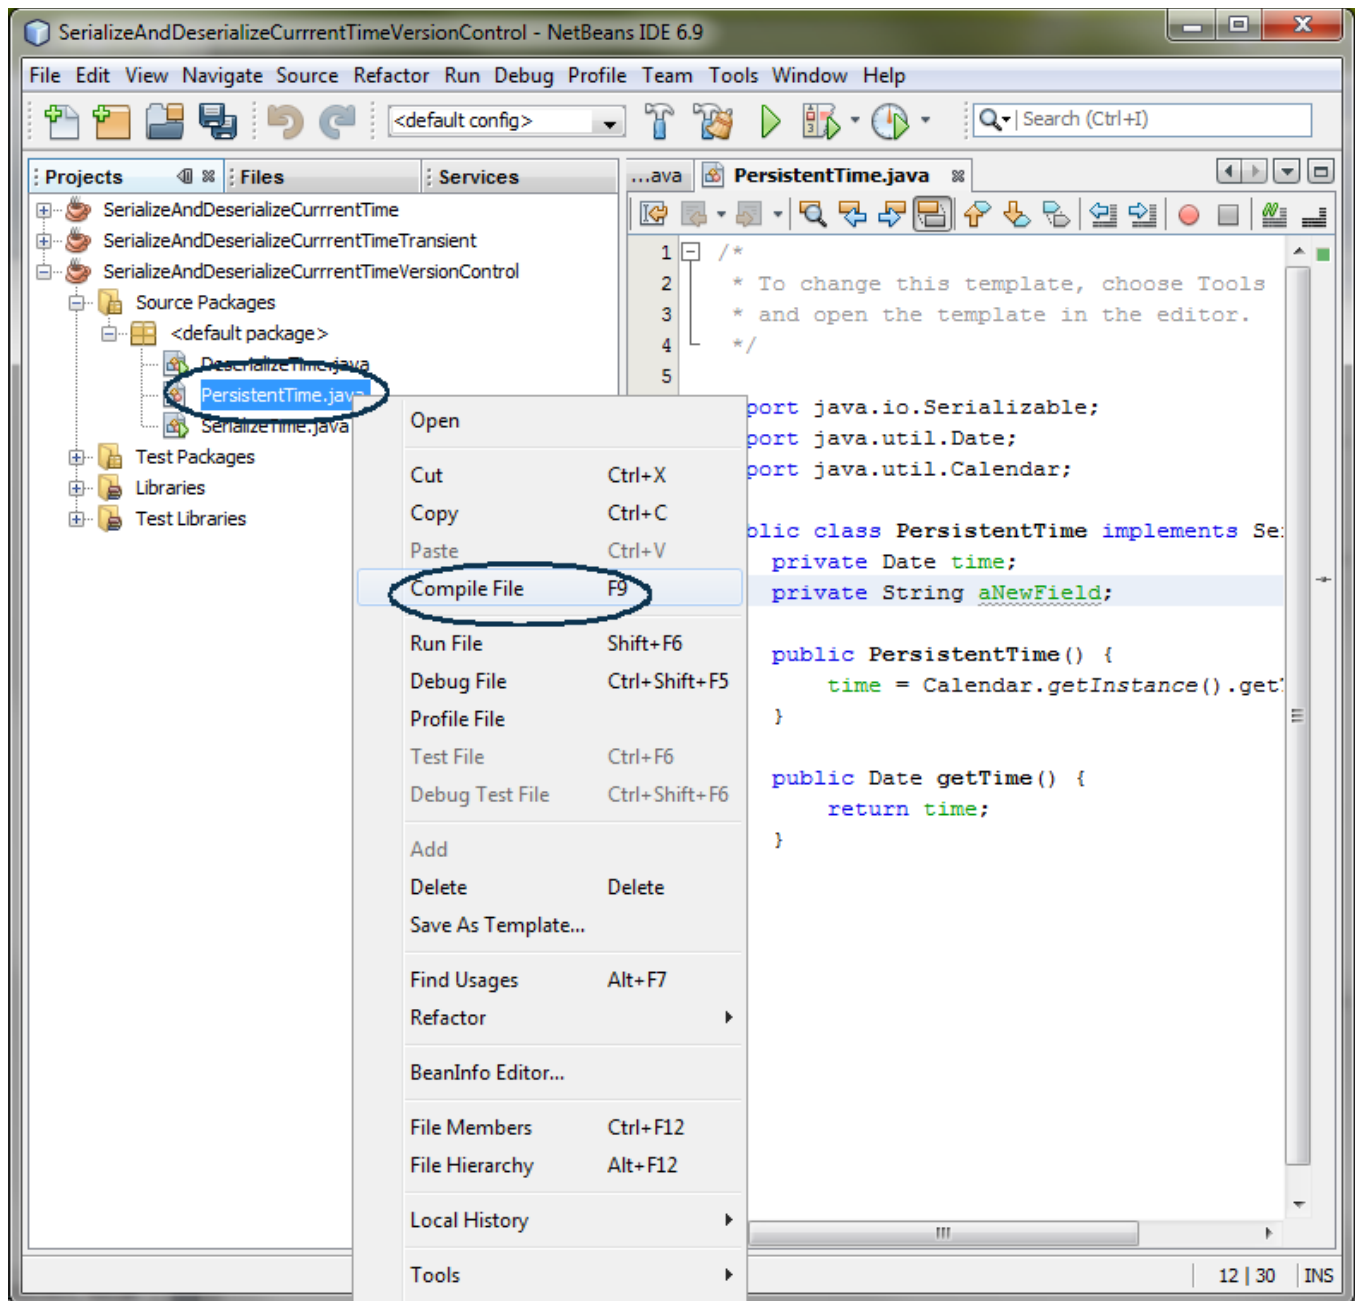 SerializeAndDeserializeCurrrentTimeVersionControl - NetBeans IDE 6.9
File Edit View Navigate Source Refactor Run Debug Profile Team Tools Window Help
<default config>
Search (Ctrl+I)
Projects
Files
Services
SerializeAndDeserializeCurrrentTime
SerializeAndDeserializeCurrrentTimeTransient
SerializeAndDeserializeCurrrentTimeVersionControl
Source Packages
<default package>
DeserializeTime.java
PersistentTime.java
SerializeTime.java
Test Packages
Libraries
Test Libraries
Open
Cut Ctrl+X
Copy Ctrl+C
Paste Ctrl+V
Compile File F9
Run File Shift+F6
Debug File Ctrl+Shift+F5
Profile File
Test File Ctrl+F6
Debug Test File Ctrl+Shift+F6
Add
Delete Delete
Save As Template...
Find Usages Alt+F7
Refactor
BeanInfo Editor...
File Members Ctrl+F12
File Hierarchy Alt+F12
Local History
Tools
...ava PersistentTime.java
1 /*
2 * To change this template, choose Tools
3 * and open the template in the editor.
4 */
5
port java.io.Serializable;
port java.util.Date;
port java.util.Calendar;
blic class PersistentTime implements Se
private Date time;
private String aNewField;
public PersistentTime() {
time = Calendar.getInstance().get
}
public Date getTime() {
return time;
}
12 | 30 INS